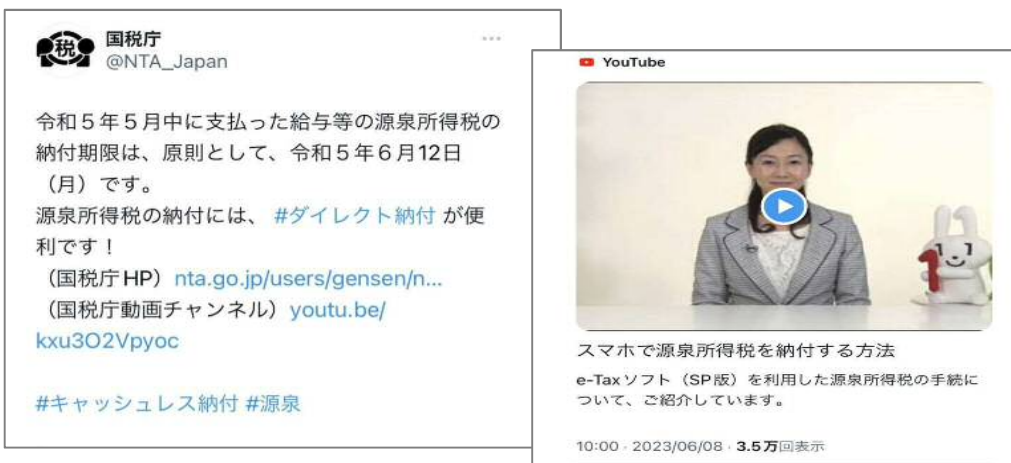 国税庁
@NTA_Japan
令和5年5月中に支払った給与等の源泉所得税の
納付期限は、原則として、令和5年6月12日
（月）です。
源泉所得税の納付には、 #ダイレクト納付 が便
利です！
（国税庁HP）nta.go.jp/users/gensen/n...
（国税庁動画チャンネル）youtu.be/
kxu3O2Vpyoc
#キャッシュレス納付 #源泉
YouTube
スマホで源泉所得税を納付する方法
e-Taxソフト（SP版）を利用した源泉所得税の手続に
ついて、ご紹介しています。
10:00 · 2023/06/08 · 3.5万回表示